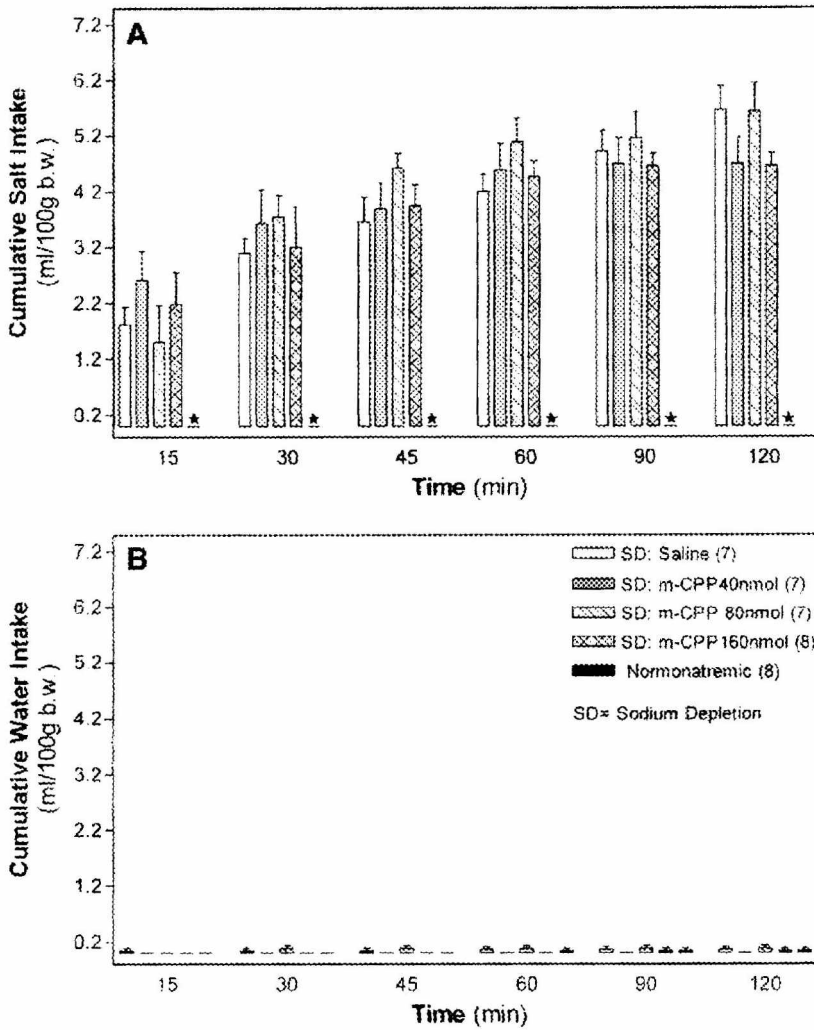 A
7.2
6.2
5.2
4.2
3.2
2.2
1.2
0.2
Cumulative Salt Intake
(ml/100g b.w.)
★ ★ ★ ★ ★ ★
15 30 45 60 90 120
Time (min)
B
7.2
6.2
5.2
4.2
3.2
2.2
1.2
0.2
Cumulative Water Intake
(ml/100g b.w.)
SD: Saline (7)
SD: m-CPP40nmol (7)
SD: m-CPP 80nmol (7)
SD: m-CPP160nmol (8)
Normonatremic (8)
SD= Sodium Depletion
15 30 45 60 90 120
Time (min)